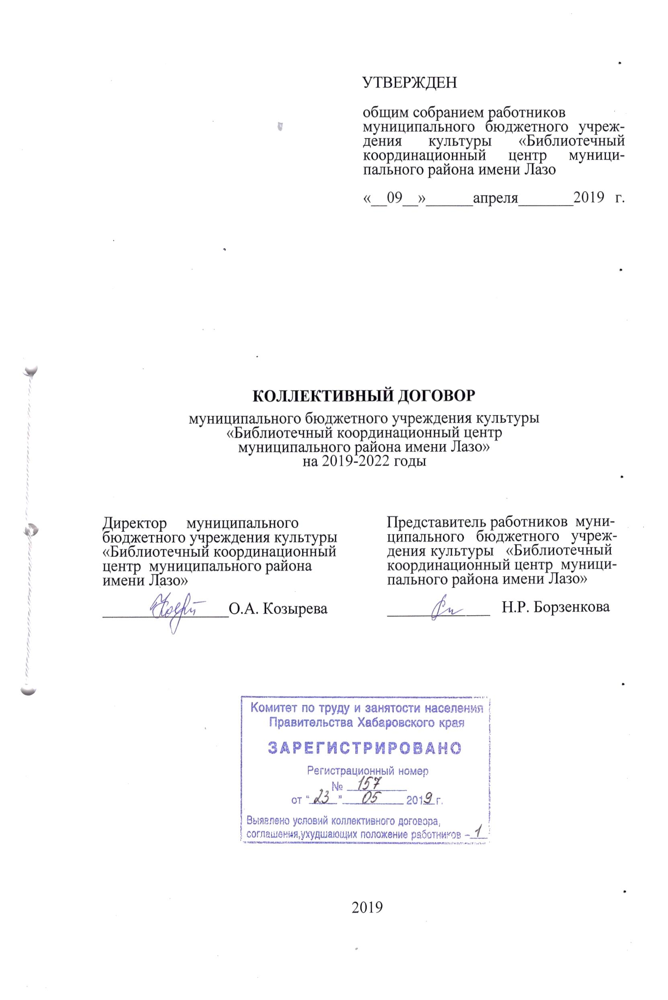 УТВЕРЖДЕН
общим собранием работников
муниципального бюджетного учреж-
дения культуры «Библиотечный
координационный центр муници-
пального района имени Лазо
«__09__»______апреля_______2019 г.
КОЛЛЕКТИВНЫЙ ДОГОВОР
муниципального бюджетного учреждения культуры
«Библиотечный координационный центр
муниципального района имени Лазо»
на 2019-2022 годы
Директор муниципального
бюджетного учреждения культуры
«Библиотечный координационный
центр муниципального района
имени Лазо»
________________О.А. Козырева
Представитель работников муни-
ципального бюджетного учреж-
дения культуры «Библиотечный
координационный центр муници-
пального района имени Лазо»
_____________ Н.Р. Борзенкова
Комитет по труду и занятости населения
Правительства Хабаровского края
ЗАРЕГИСТРИРОВАНО
Регистрационный номер
№ 157
от “23” 05 2019 г.
Выявлено условий коллективного договора,
соглашения,ухудшающих положение работников – 1
2019